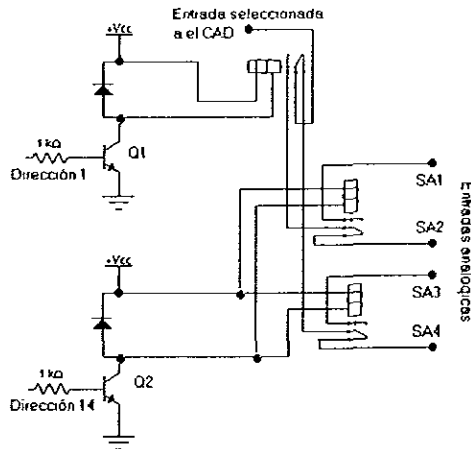 Entrada seleccionada
a el CAD
+Vcc
1kΩ
Q1
Dirección 1
SA1
SA2
Entradas analogicas
+Vcc
SA3
SA4
1kΩ
Q2
Dirección 14